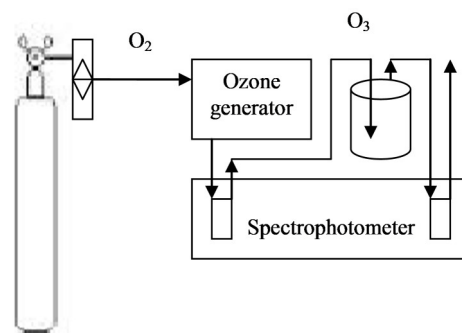 O₂
O₃
Ozone
generator
Spectrophotometer